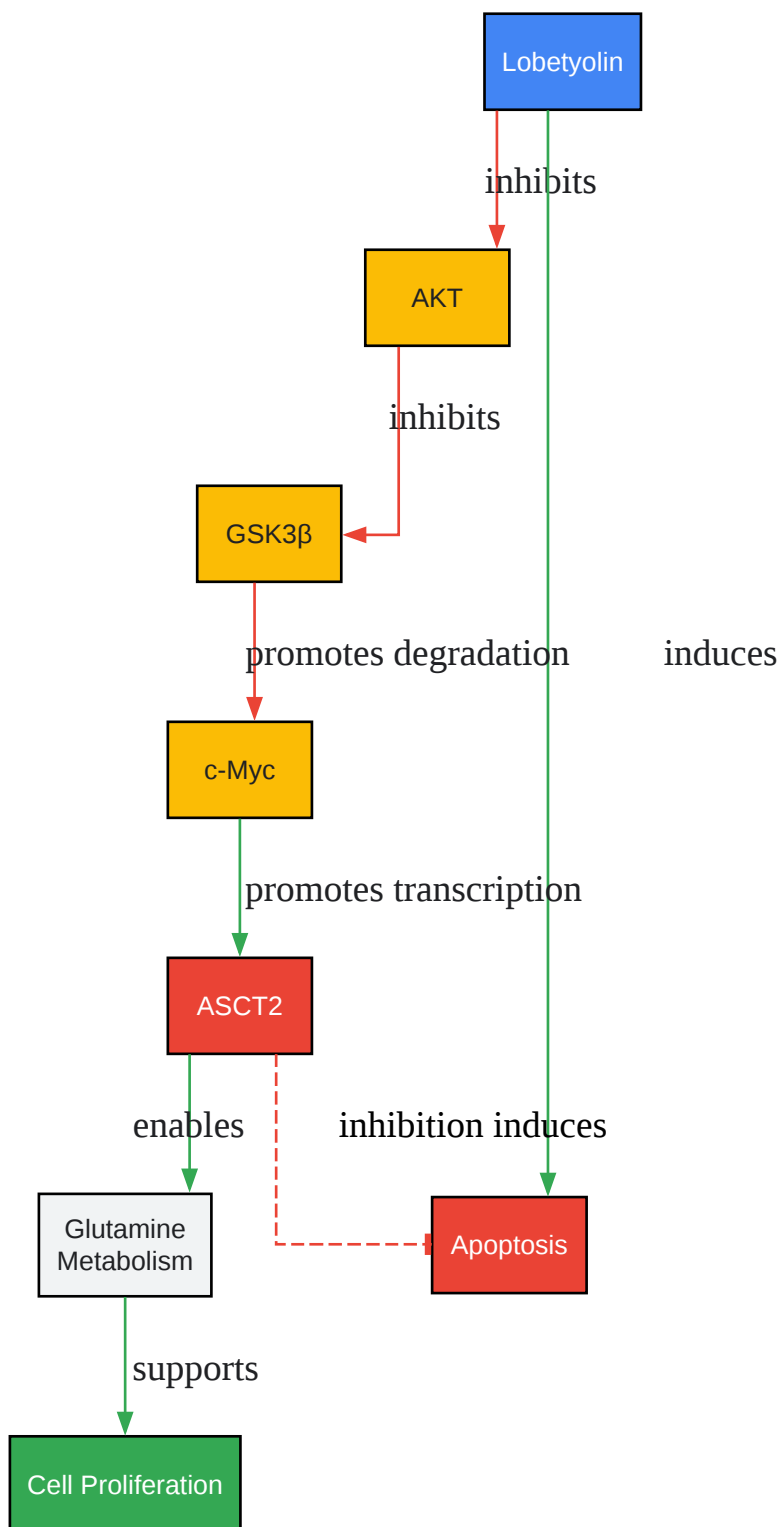 Lobetyolin
inhibits
AKT
inhibits
GSK3β
promotes degradation
induces
c-Myc
promotes transcription
ASCT2
enables
inhibition induces
Glutamine
Metabolism
Apoptosis
supports
Cell Proliferation